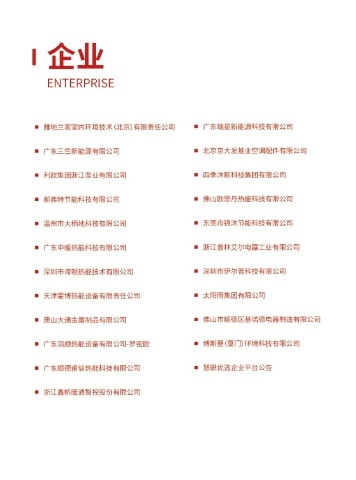 企业
ENTERPRISE
雅地兰客室内环境技术（北京）有限责任公司
广东三竺新能源有限公司
利欧集团浙江泵业有限公司
郝弗特节能科技有限公司
温州市大栖地科技有限公司
广东中暖热能科技有限公司
深圳市海顿热能技术有限公司
天津霍博热能设备有限责任公司
唐山大通金属制品有限公司
广东羽顺热能设备有限公司-罗密欧
广东顺德甫信热能科技有限公司
浙江鑫帆暖通智控股份有限公司
广东瑞星新能源科技有限公司
北京京大发基业空调配件有限公司
四季沐歌科技集团有限公司
佛山欧思丹热能科技有限公司
东莞市锦沐节能科技有限公司
浙江普林艾尔电器工业有限公司
深圳市伊尔普科技有限公司
太阳雨集团有限公司
佛山市顺德区基诺德电器制造有限公司
博斯曼（厦门）环境科技有限公司
慧聪优选企业平台公告